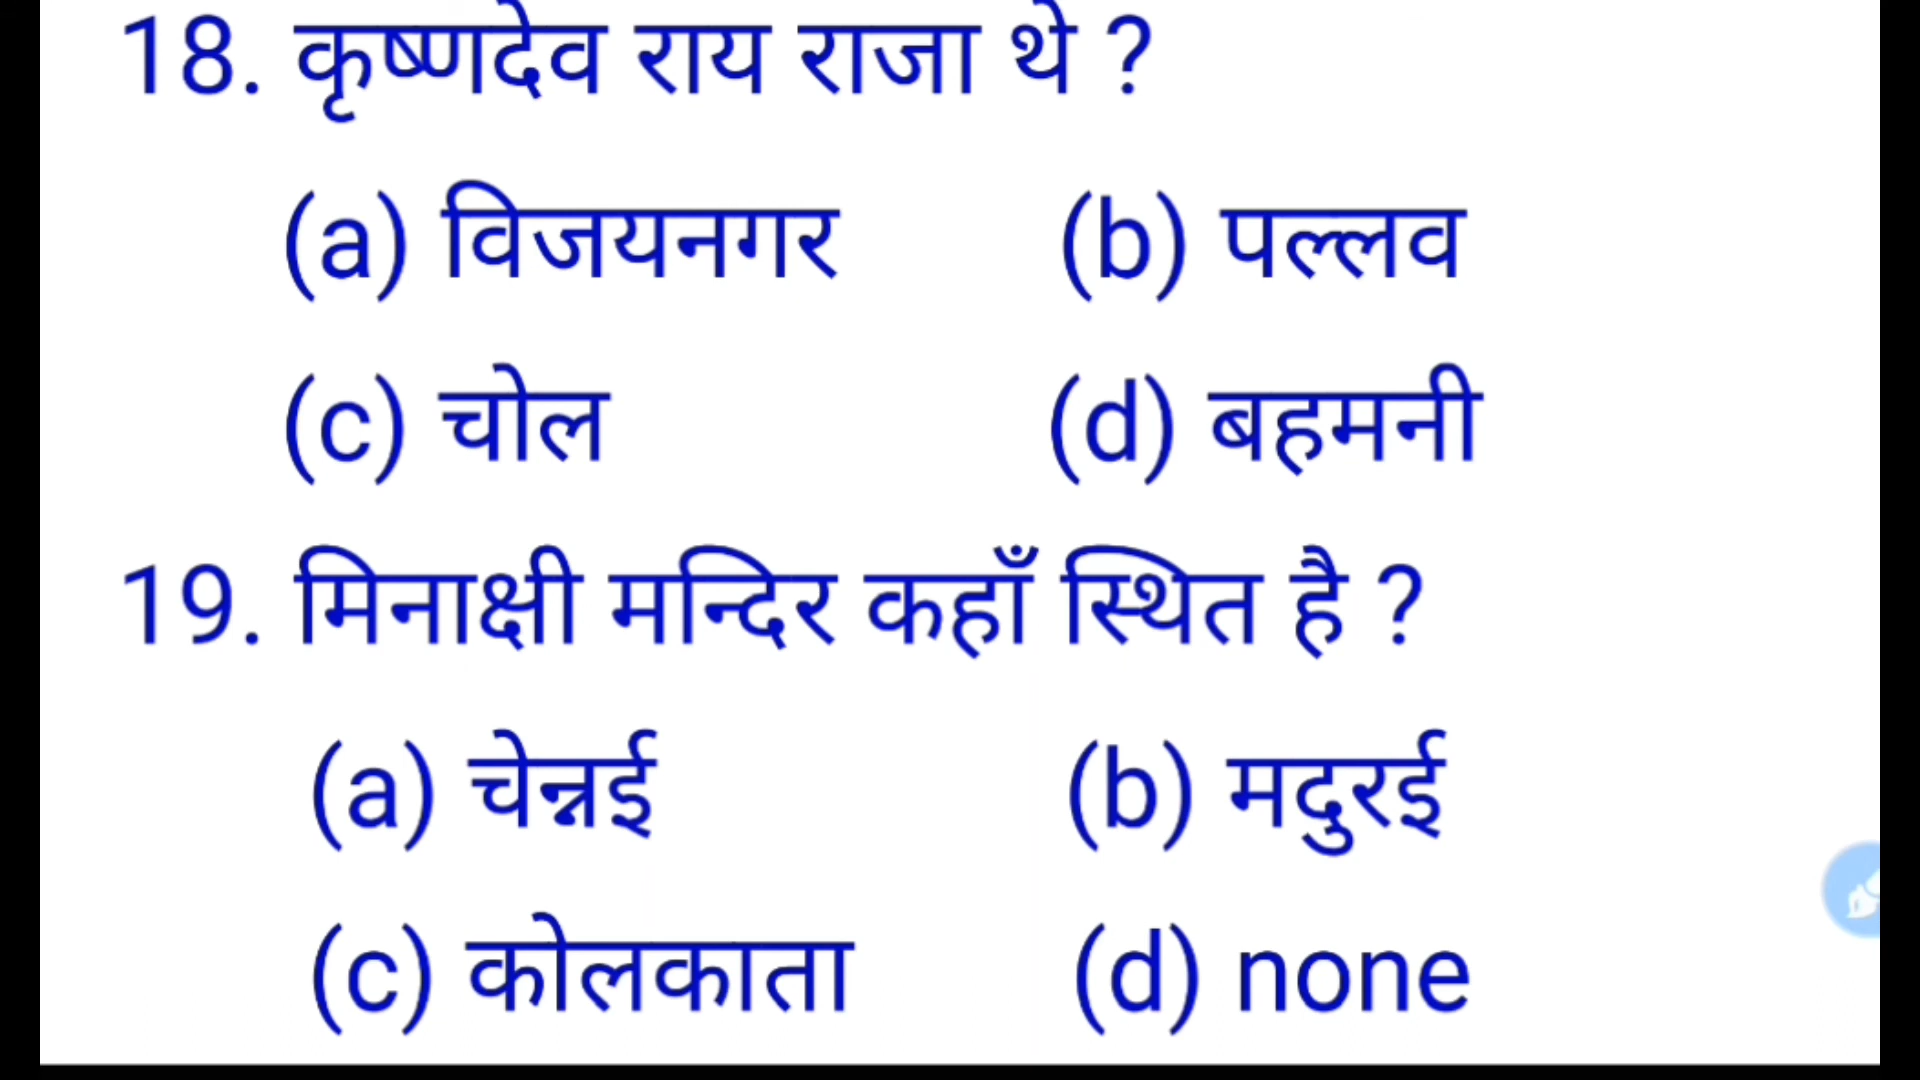 18. कृष्णदेव राय राजा थे ?
(a) विजयनगर (b) पल्लव
(c) चोल (d) बहमनी
19. मिनाक्षी मन्दिर कहाँ स्थित है ?
(a) चेन्नई (b) मदुरई
(c) कोलकाता (d) none